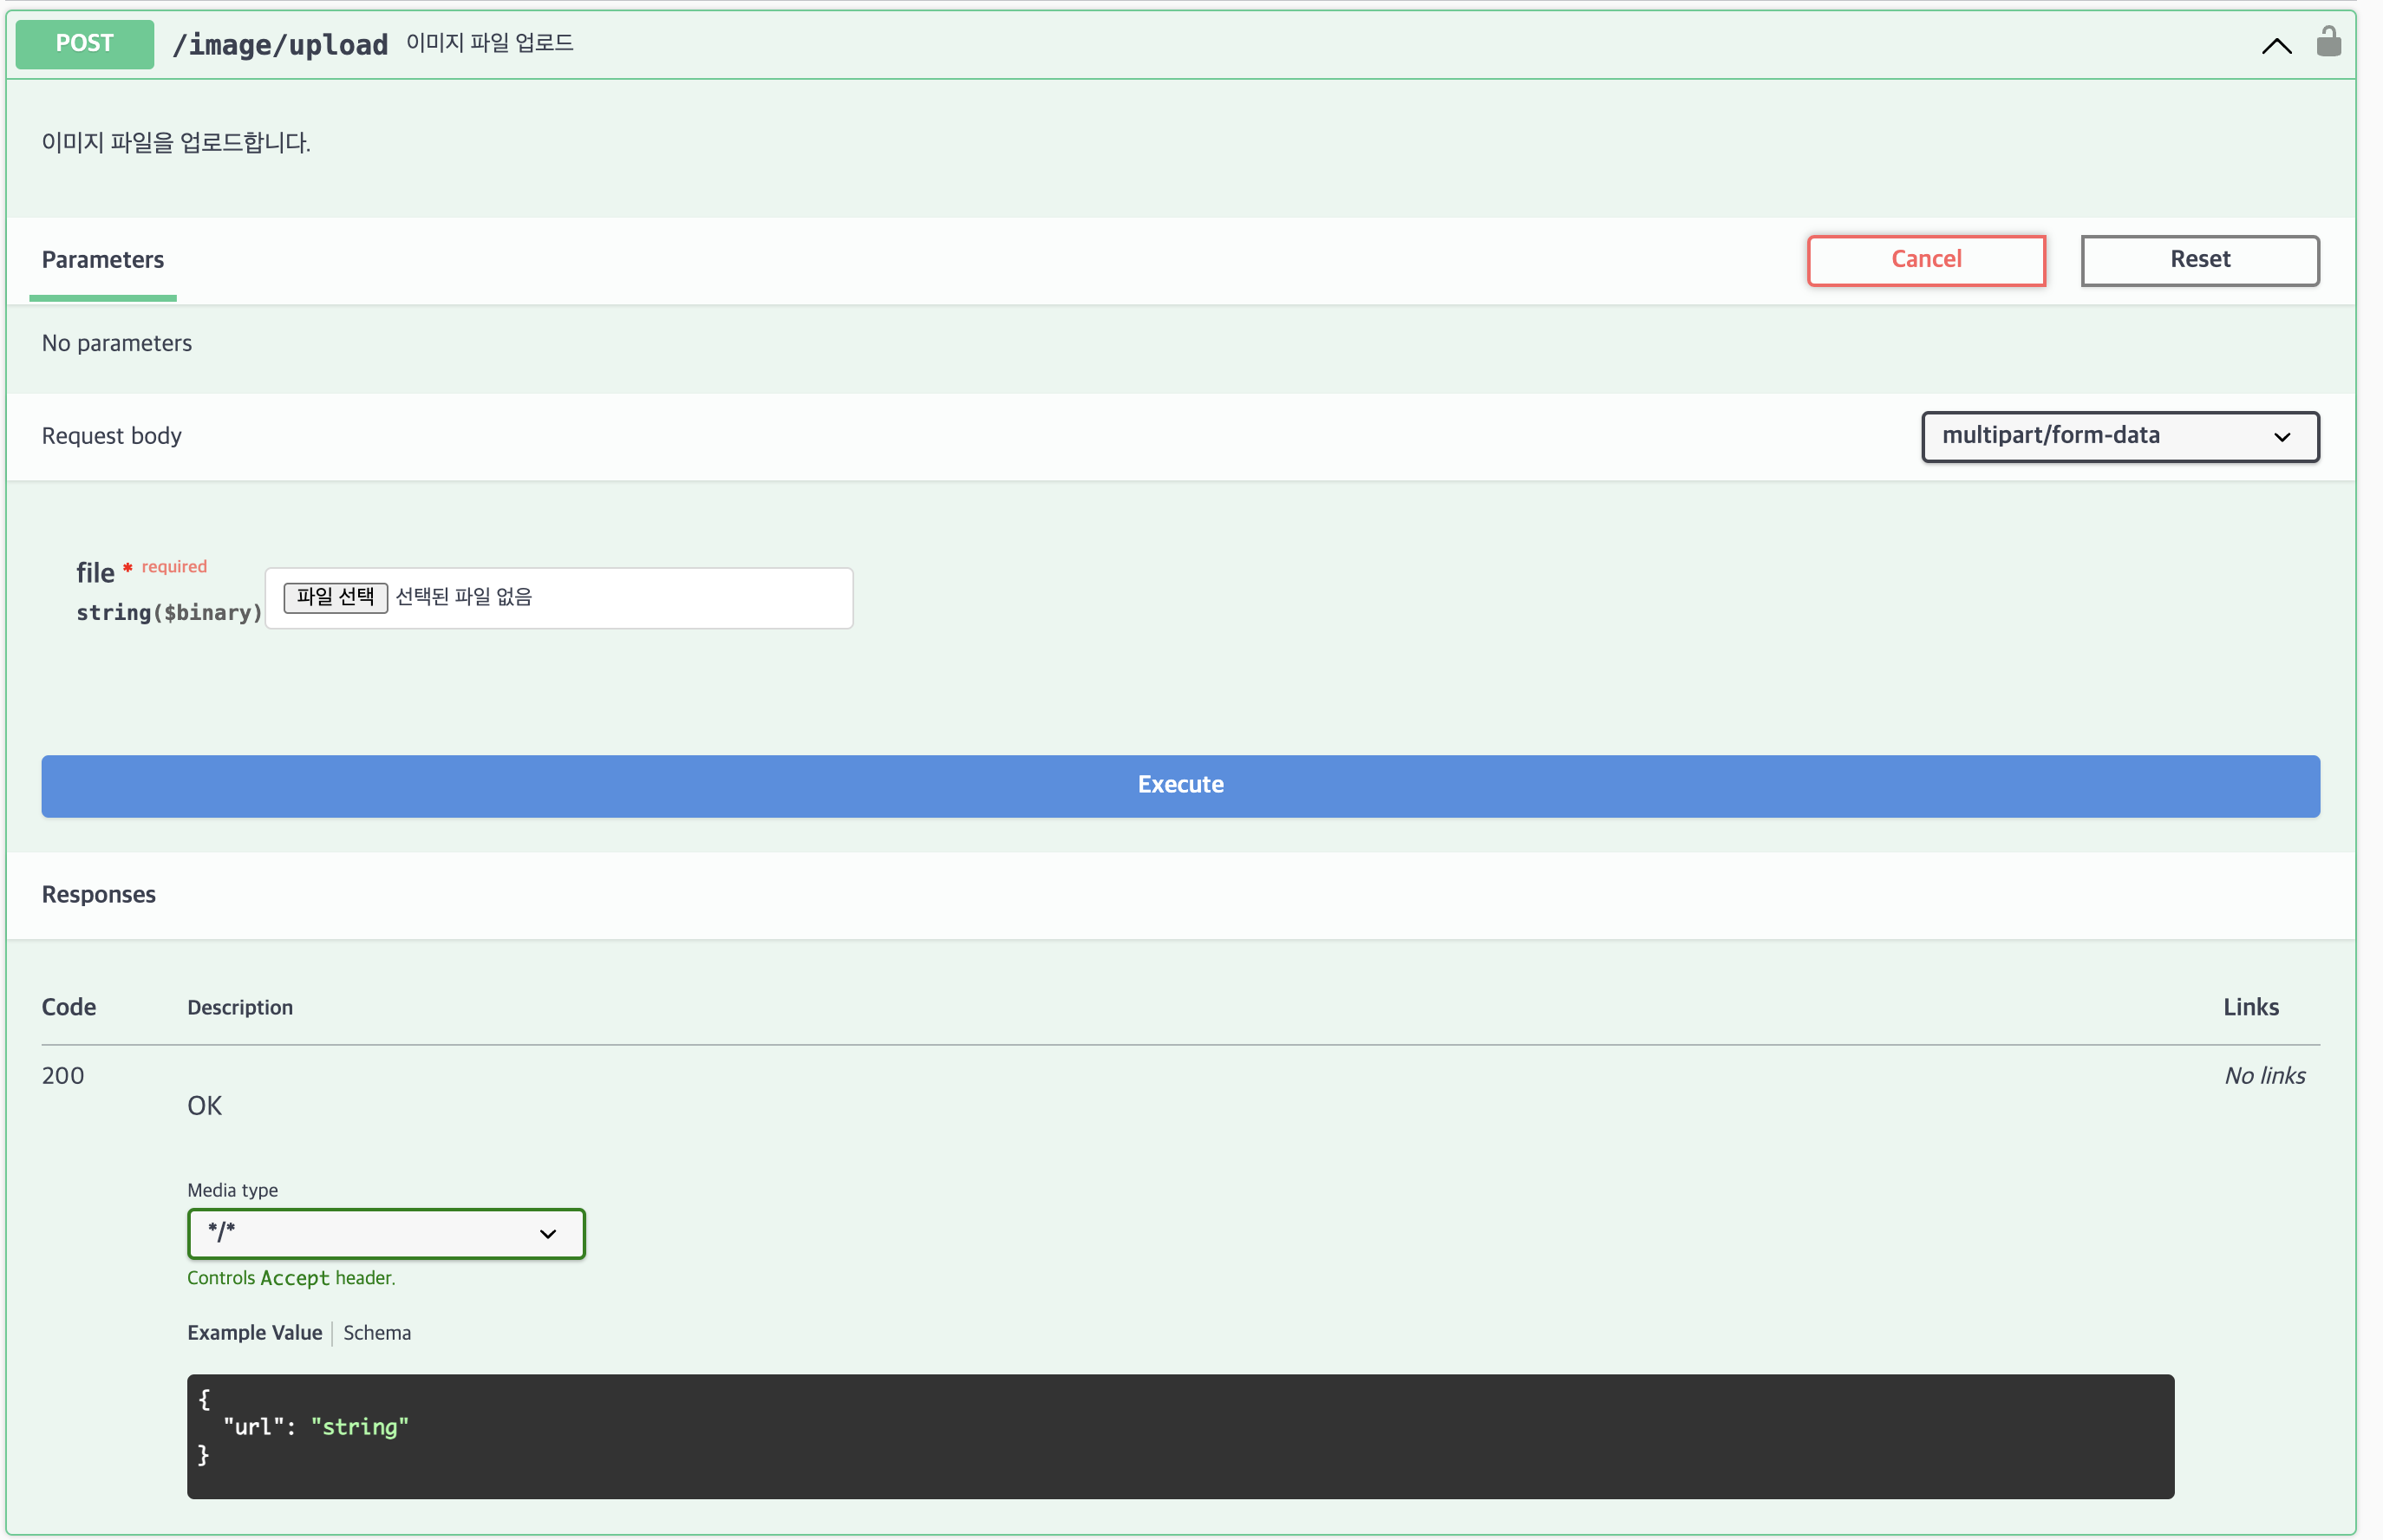 POST /image/upload 이미지 파일 업로드
이미지 파일을 업로드합니다.
Parameters Cancel Reset
No parameters
Request body multipart/form-data
file * required
string($binary) 파일 선택 선택된 파일 없음
Execute
Responses
Code Description Links
200 No links
OK
Media type
*/*
Controls Accept header.
Example Value Schema
{
"url": "string"
}